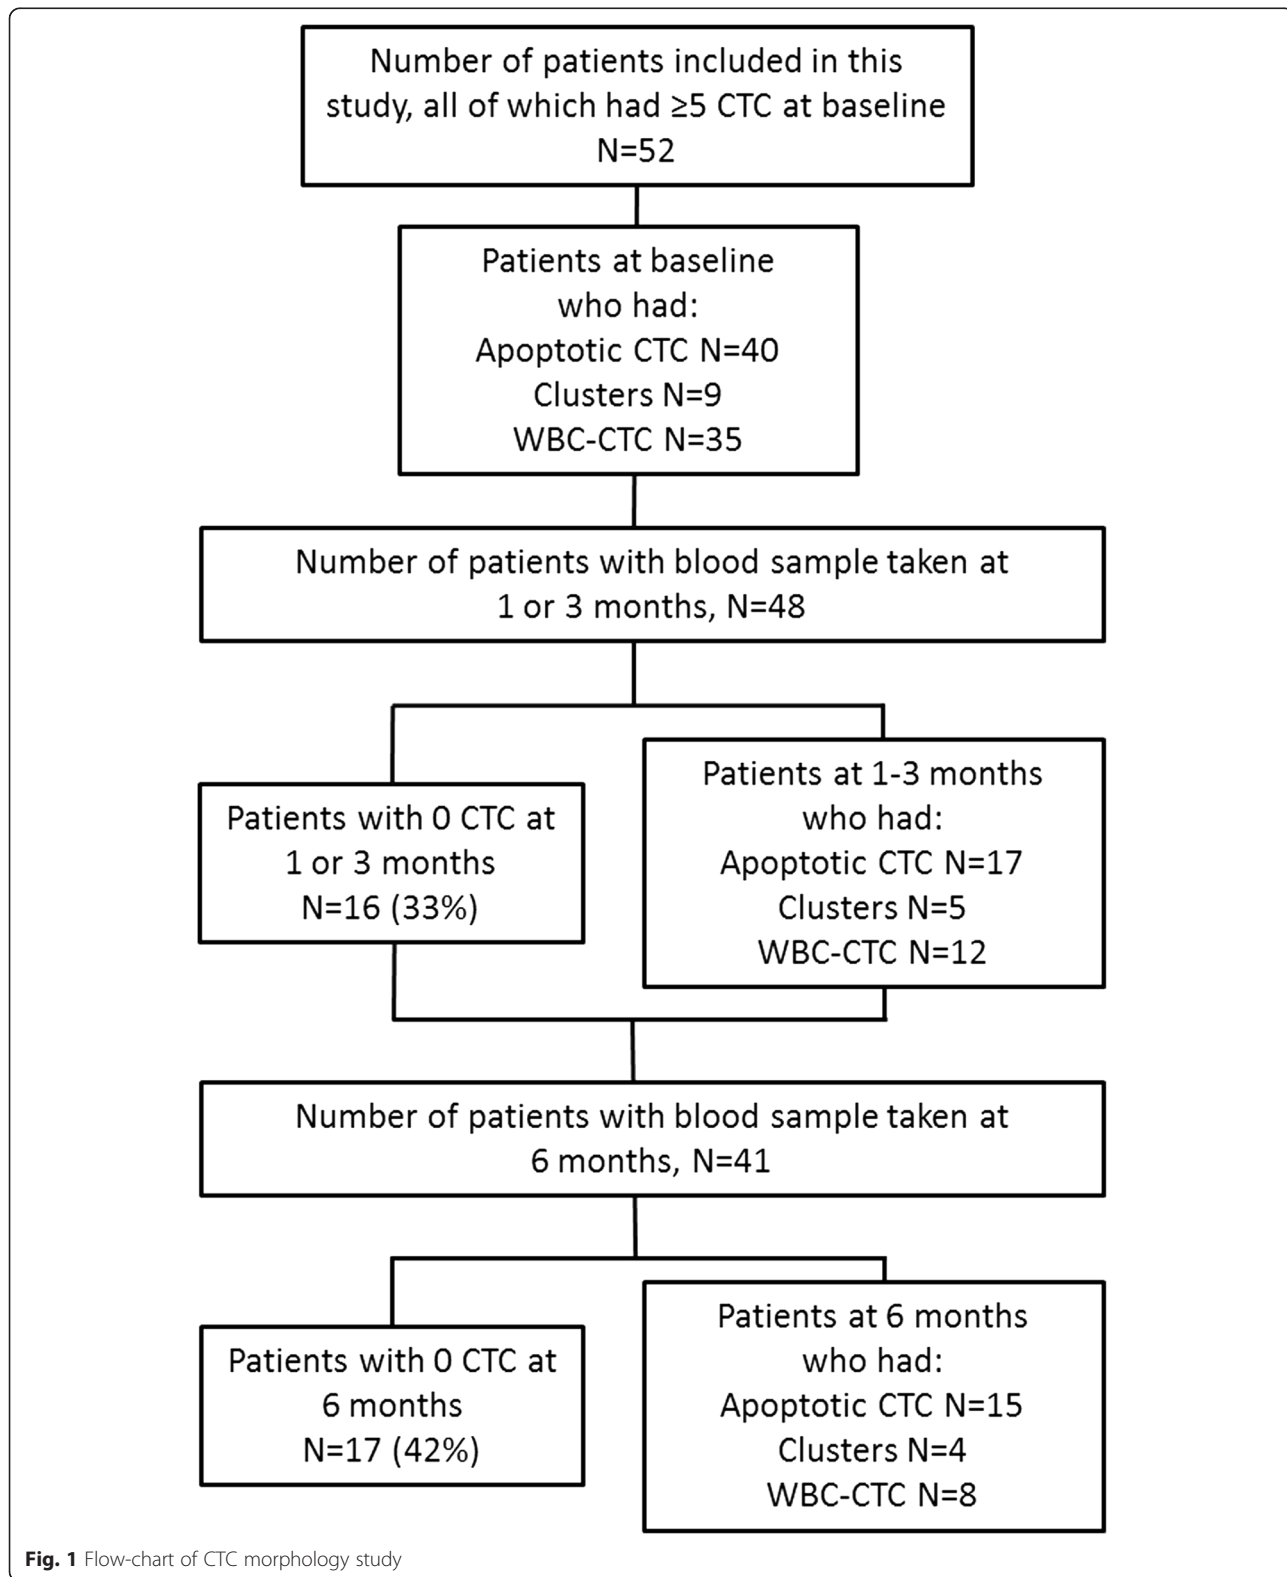 Number of patients included in this
study, all of which had ≥5 CTC at baseline
N=52
Patients at baseline
who had:
Apoptotic CTC N=40
Clusters N=9
WBC-CTC N=35
Number of patients with blood sample taken at
1 or 3 months, N=48
Patients with 0 CTC at
1 or 3 months
N=16 (33%)
Patients at 1-3 months
who had:
Apoptotic CTC N=17
Clusters N=5
WBC-CTC N=12
Number of patients with blood sample taken at
6 months, N=41
Patients with 0 CTC at
6 months
N=17 (42%)
Patients at 6 months
who had:
Apoptotic CTC N=15
Clusters N=4
WBC-CTC N=8
Fig. 1 Flow-chart of CTC morphology study